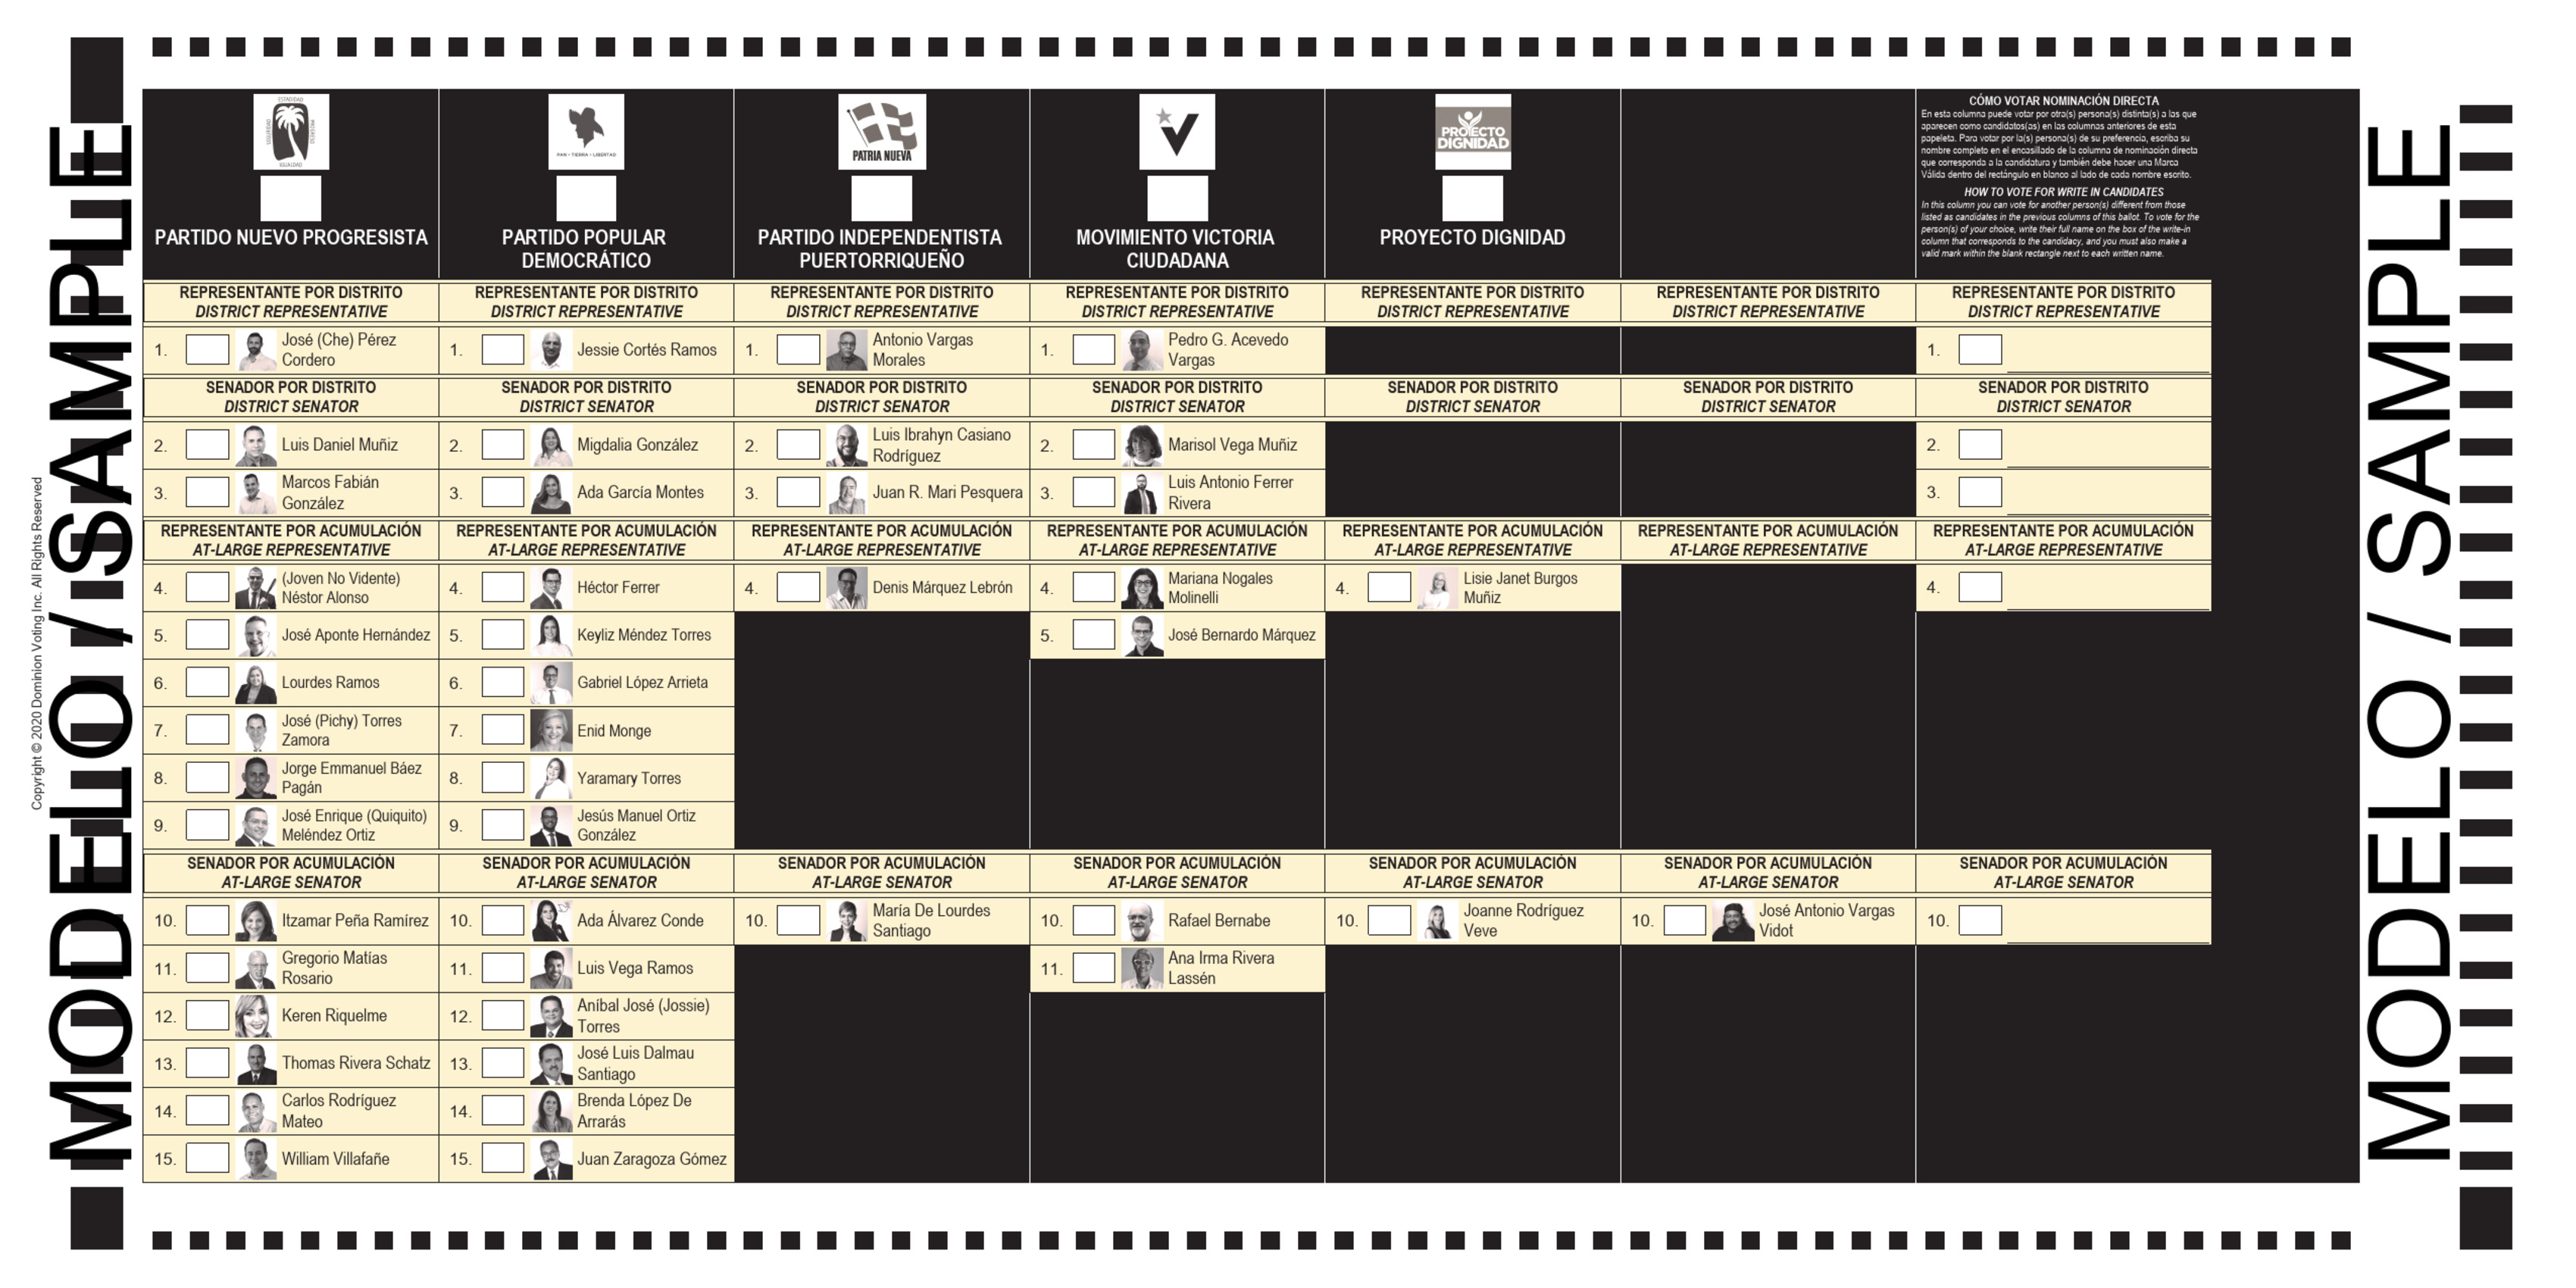 MODELO / SAMPLE
Copyright © 2020 Dominion Voting Inc. All Rights Reserved
ESTADIDAD
SEGURIDAD
PROGRESO
IGUALDAD
PARTIDO NUEVO PROGRESISTA
PAN • TIERRA • LIBERTAD
PARTIDO POPULAR
DEMOCRÁTICO
PATRIA NUEVA
PARTIDO INDEPENDENTISTA
PUERTORRIQUEÑO
MOVIMIENTO VICTORIA
CIUDADANA
PROYECTO
DIGNIDAD
PROYECTO DIGNIDAD
CÓMO VOTAR NOMINACIÓN DIRECTA
En esta columna puede votar por otra(s) persona(s) distinta(s) a las que
aparecen como candidatos(as) en las columnas anteriores de esta
papeleta. Para votar por la(s) persona(s) de su preferencia, escriba su
nombre completo en el encasillado de la columna de nominación directa
que corresponda a la candidatura y también debe hacer una Marca
Válida dentro del rectángulo en blanco al lado de cada nombre escrito.
HOW TO VOTE FOR WRITE IN CANDIDATES
In this column you can vote for another person(s) different from those
listed as candidates in the previous columns of this ballot. To vote for the
person(s) of your choice, write their full name on the box of the write-in
column that corresponds to the candidacy, and you must also make a
valid mark within the blank rectangle next to each written name.
REPRESENTANTE POR DISTRITO REPRESENTANTE POR DISTRITO REPRESENTANTE POR DISTRITO REPRESENTANTE POR DISTRITO REPRESENTANTE POR DISTRITO REPRESENTANTE POR DISTRITO REPRESENTANTE POR DISTRITO
DISTRICT REPRESENTATIVE DISTRICT REPRESENTATIVE DISTRICT REPRESENTATIVE DISTRICT REPRESENTATIVE DISTRICT REPRESENTATIVE DISTRICT REPRESENTATIVE DISTRICT REPRESENTATIVE
1. José (Che) Pérez
Cordero
1. Jessie Cortés Ramos
1. Antonio Vargas
Morales
1. Pedro G. Acevedo
Vargas
1.
SENADOR POR DISTRITO SENADOR POR DISTRITO SENADOR POR DISTRITO SENADOR POR DISTRITO SENADOR POR DISTRITO SENADOR POR DISTRITO SENADOR POR DISTRITO
DISTRICT SENATOR DISTRICT SENATOR DISTRICT SENATOR DISTRICT SENATOR DISTRICT SENATOR DISTRICT SENATOR DISTRICT SENATOR
2. Luis Daniel Muñiz
2. Migdalia González
2. Luis Ibrahyn Casiano
Rodríguez
2. Marisol Vega Muñiz
2.
3. Marcos Fabián
González
3. Ada García Montes
3. Juan R. Mari Pesquera
3. Luis Antonio Ferrer
Rivera
3.
REPRESENTANTE POR ACUMULACIÓN REPRESENTANTE POR ACUMULACIÓN REPRESENTANTE POR ACUMULACIÓN REPRESENTANTE POR ACUMULACIÓN REPRESENTANTE POR ACUMULACIÓN REPRESENTANTE POR ACUMULACIÓN REPRESENTANTE POR ACUMULACIÓN
AT-LARGE REPRESENTATIVE AT-LARGE REPRESENTATIVE AT-LARGE REPRESENTATIVE AT-LARGE REPRESENTATIVE AT-LARGE REPRESENTATIVE AT-LARGE REPRESENTATIVE AT-LARGE REPRESENTATIVE
4. (Joven No Vidente)
Néstor Alonso
4. Héctor Ferrer
4. Denis Márquez Lebrón
4. Mariana Nogales
Molinelli
4. Lisie Janet Burgos
Muñiz
4.
5. José Aponte Hernández
5. Keyliz Méndez Torres
5. José Bernardo Márquez
6. Lourdes Ramos
6. Gabriel López Arrieta
7. José (Pichy) Torres
Zamora
7. Enid Monge
8. Jorge Emmanuel Báez
Pagán
8. Yaramary Torres
9. José Enrique (Quiquito)
Meléndez Ortiz
9. Jesús Manuel Ortiz
González
SENADOR POR ACUMULACIÓN SENADOR POR ACUMULACIÓN SENADOR POR ACUMULACIÓN SENADOR POR ACUMULACIÓN SENADOR POR ACUMULACIÓN SENADOR POR ACUMULACIÓN SENADOR POR ACUMULACIÓN
AT-LARGE SENATOR AT-LARGE SENATOR AT-LARGE SENATOR AT-LARGE SENATOR AT-LARGE SENATOR AT-LARGE SENATOR AT-LARGE SENATOR
10. Itzamar Peña Ramírez
10. Ada Álvarez Conde
10. María De Lourdes
Santiago
10. Rafael Bernabe
10. Joanne Rodríguez
Veve
10. José Antonio Vargas
Vidot
10.
11. Gregorio Matías
Rosario
11. Luis Vega Ramos
11. Ana Irma Rivera
Lassén
12. Keren Riquelme
12. Aníbal José (Jossie)
Torres
13. Thomas Rivera Schatz
13. José Luis Dalmau
Santiago
14. Carlos Rodríguez
Mateo
14. Brenda López De
Arrarás
15. William Villafañe
15. Juan Zaragoza Gómez
MODELO / SAMPLE